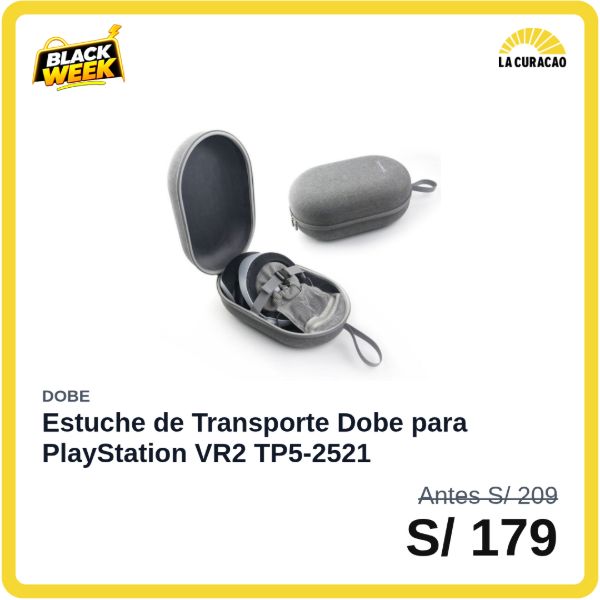 BLACK
WEEK
LA CURACAO
DOBE
Estuche de Transporte Dobe para
PlayStation VR2 TP5-2521
Antes S/ 209
S/ 179